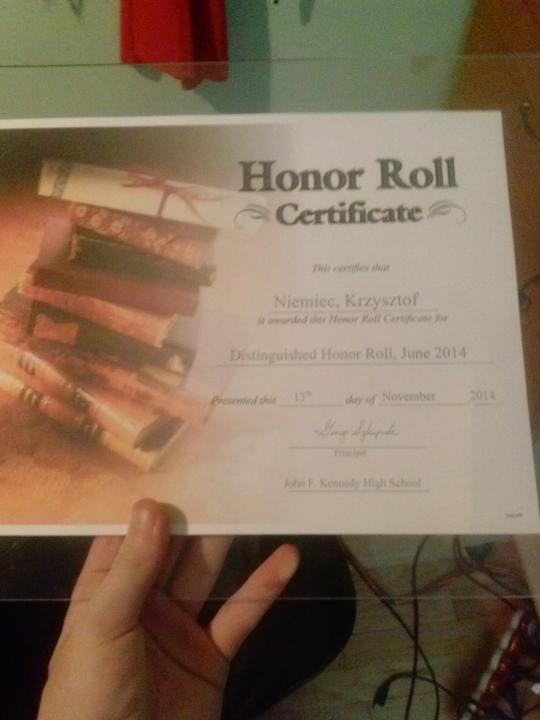 Honor Roll
Certificate
This certifies that
Niemiec, Krzysztof
is awarded this Honor Roll Certificate for
Distinguished Honor Roll, June 2014
Presented this 13th day of November 2014
Principal
John F. Kennedy High School